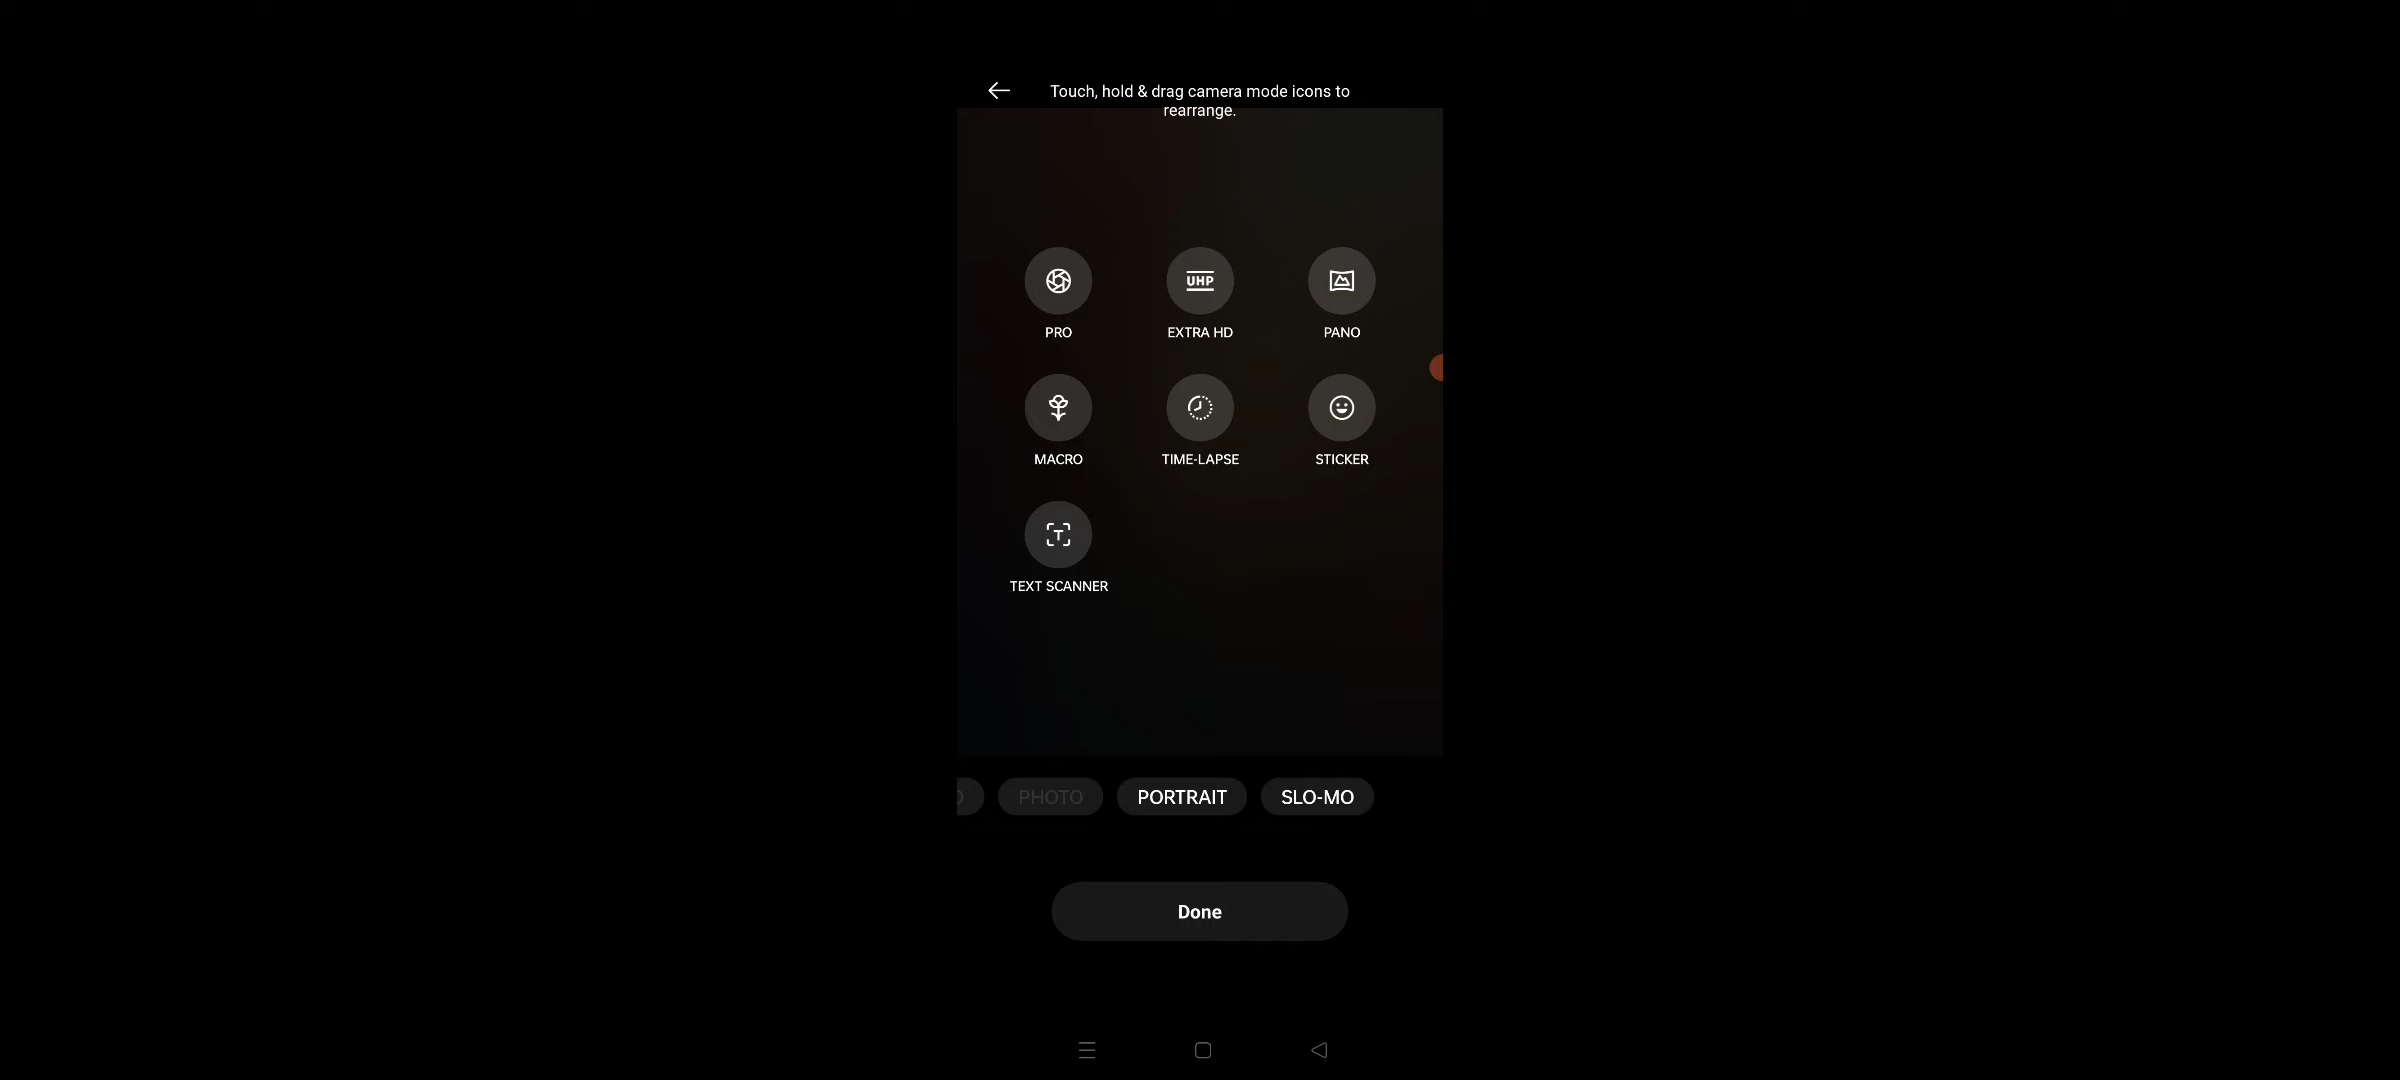 Touch, hold & drag camera mode icons to
rearrange.
UHP
PRO
EXTRA HD
PANO
MACRO
TIME-LAPSE
STICKER
T
TEXT SCANNER
PHOTO
PORTRAIT
SLO-MO
Done